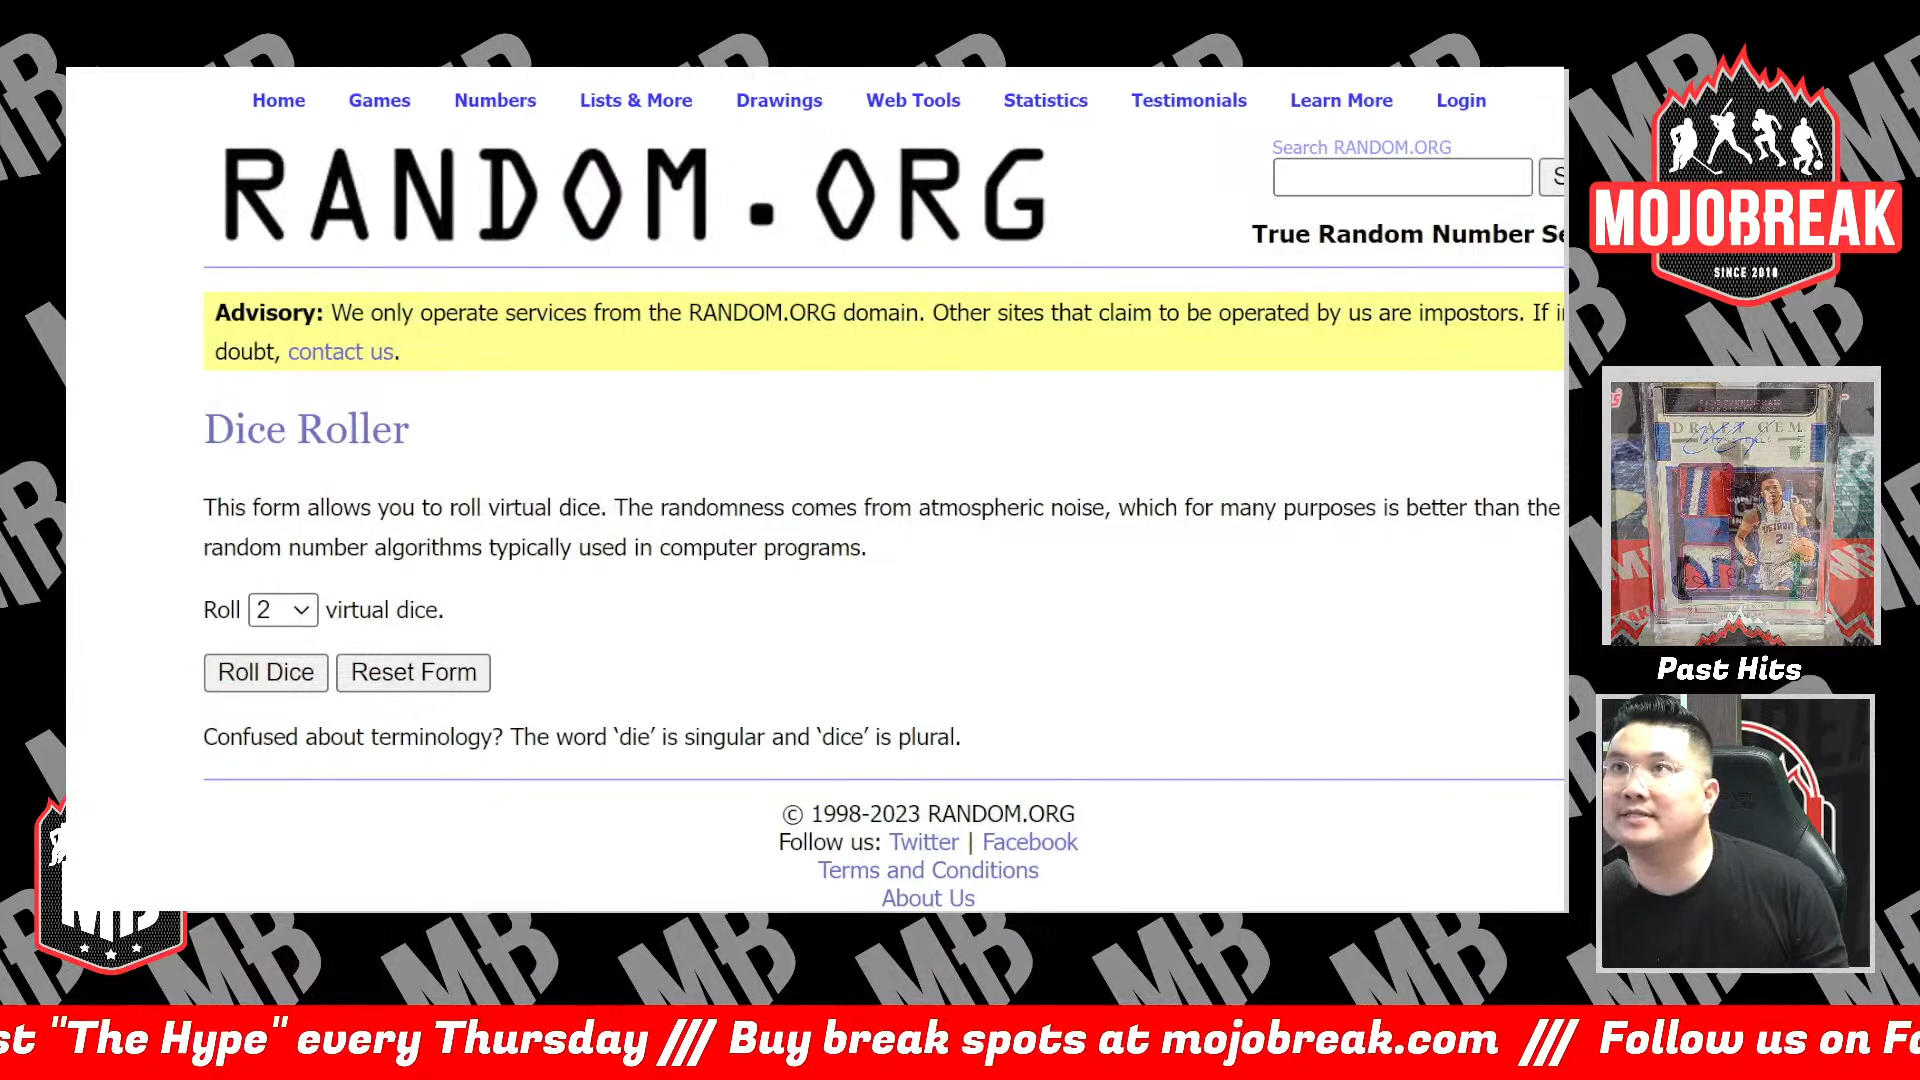 Home Games Numbers Lists & More Drawings Web Tools Statistics Testimonials Learn More Login
RANDOM.ORG
Search RANDOM.ORG
True Random Number Se
Advisory: We only operate services from the RANDOM.ORG domain. Other sites that claim to be operated by us are impostors. If in
doubt, contact us.
Dice Roller
This form allows you to roll virtual dice. The randomness comes from atmospheric noise, which for many purposes is better than the
random number algorithms typically used in computer programs.
Roll 2 virtual dice.
Roll Dice Reset Form
Confused about terminology? The word ‘die’ is singular and ‘dice’ is plural.
© 1998-2023 RANDOM.ORG
Follow us: Twitter | Facebook
Terms and Conditions
About Us
MOJOBREAK
SINCE 2010
DRAFT GEM
DETROIT
2
Past Hits
MB
st "The Hype" every Thursday /// Buy break spots at mojobreak.com /// Follow us on Fa